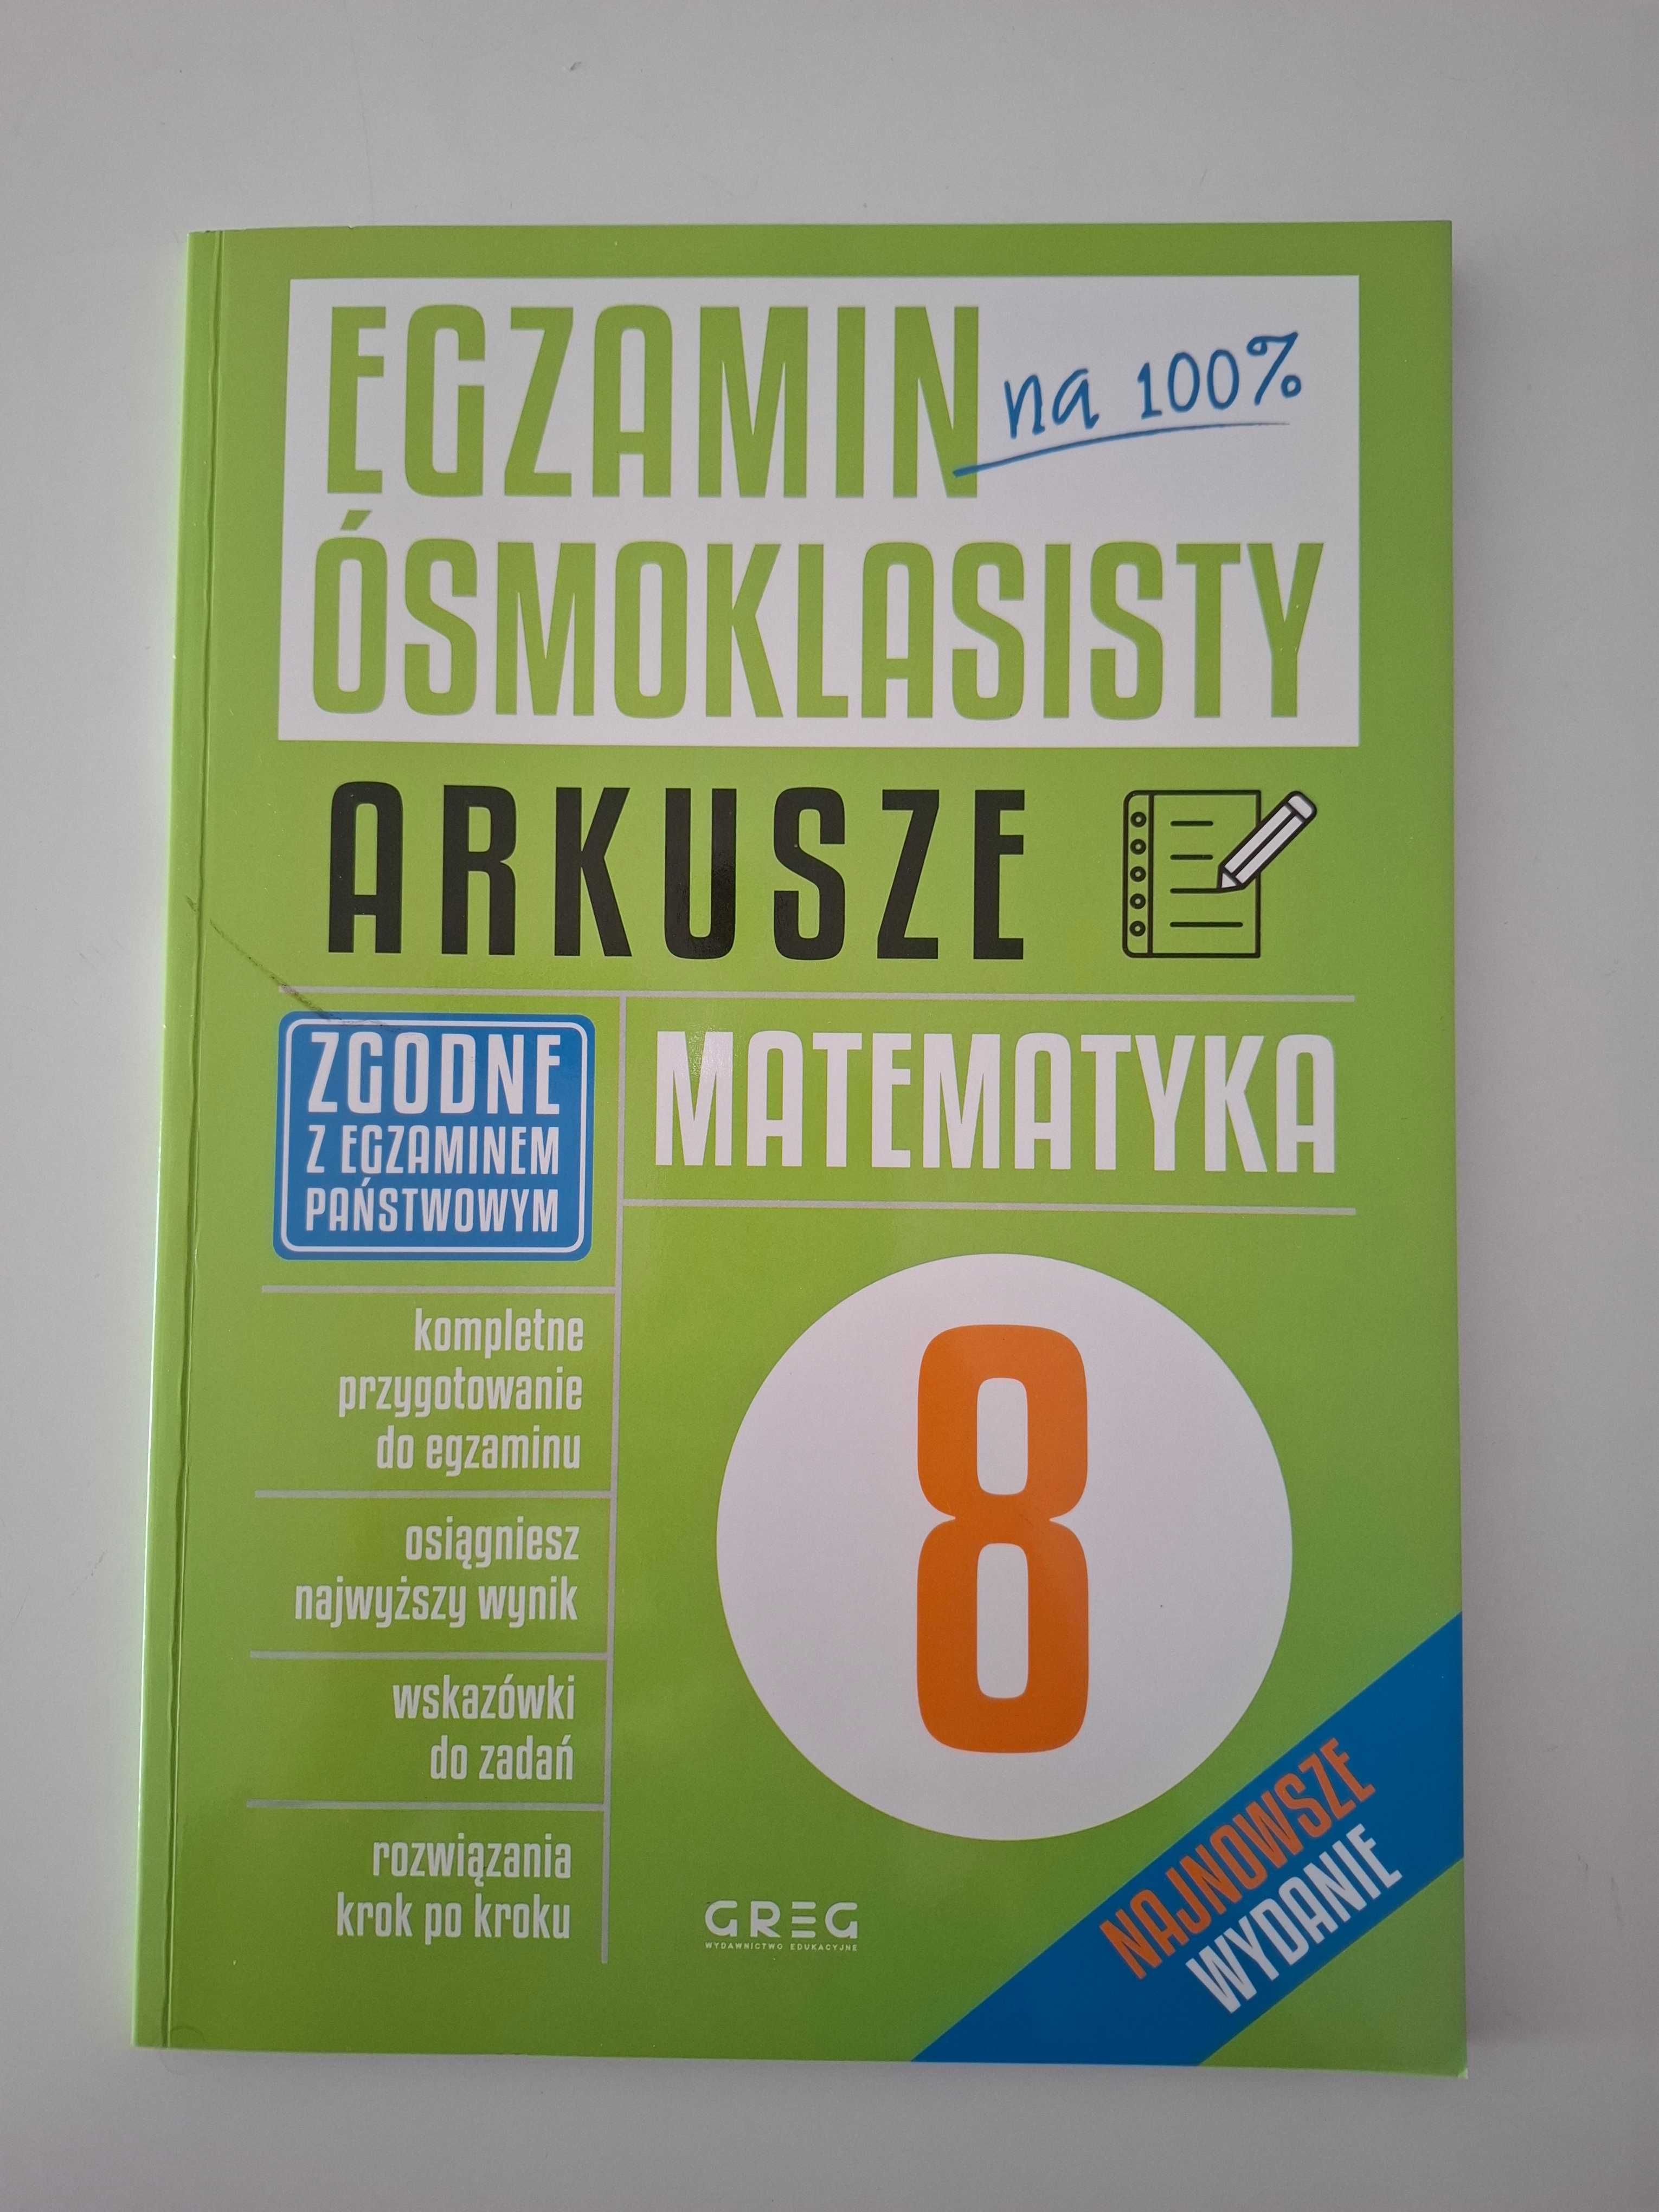 EGZAMIN na 100%
ÓSMOKLASISTY
ARKUSZE
ZGODNE
Z EGZAMINEM
PAŃSTWOWYM
MATEMATYKA
kompletne
przygotowanie
do egzaminu
osiągniesz
najwyższy wynik
wskazówki
do zadań
rozwiązania
krok po kroku
8
GREG
WYDAWNICTWO EDUKACYJNE
NAJNOWSZE
WYDANIE